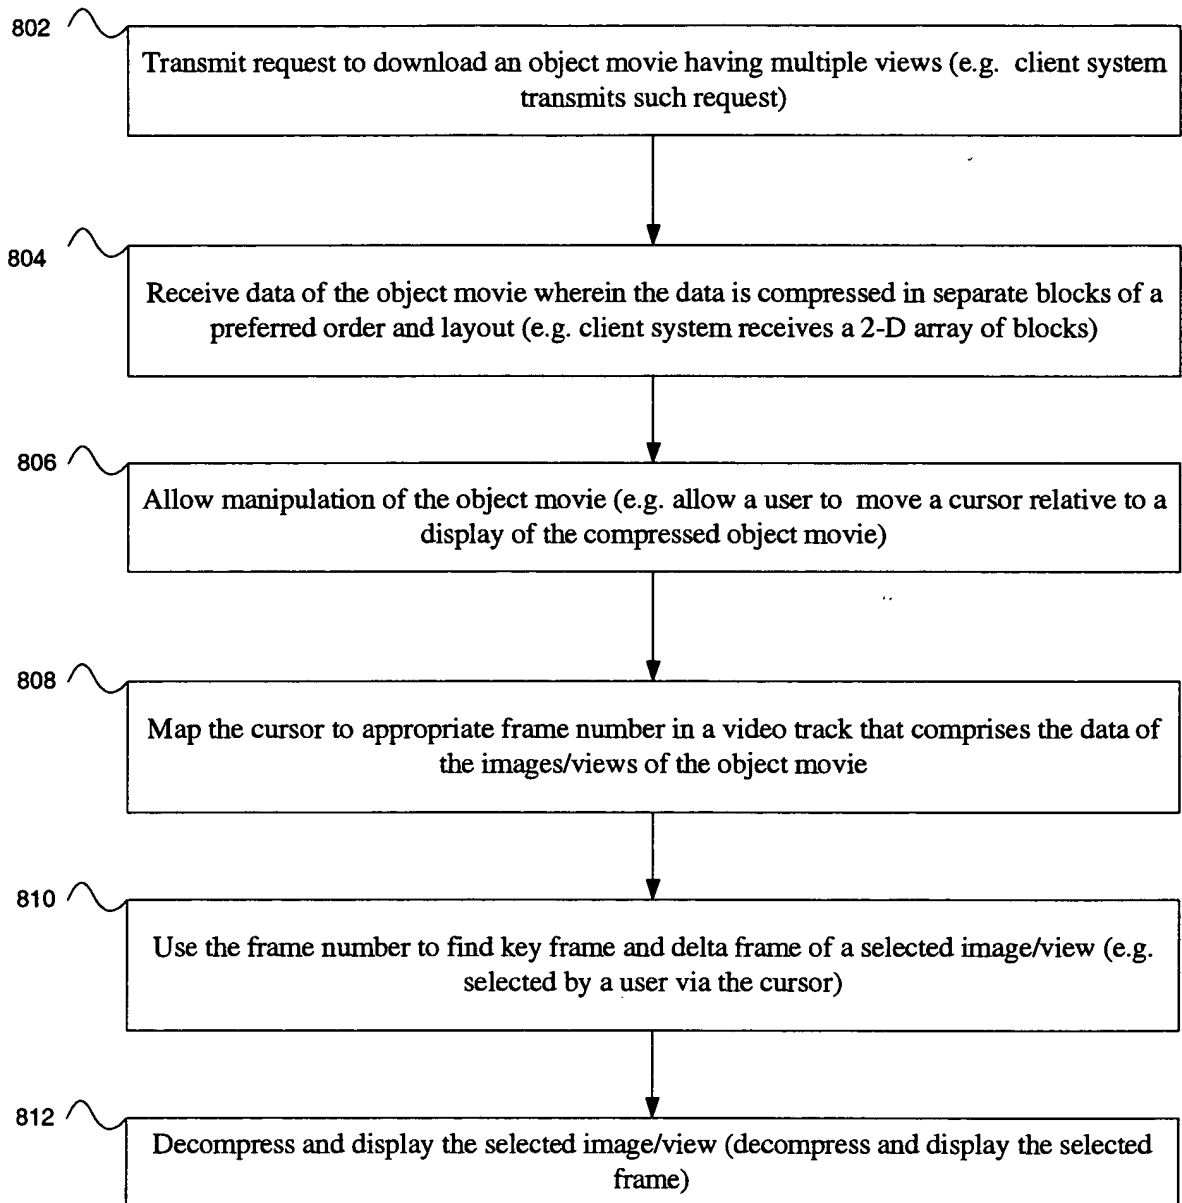 802
Transmit request to download an object movie having multiple views (e.g. client system
transmits such request)
804
Receive data of the object movie wherein the data is compressed in separate blocks of a
preferred order and layout (e.g. client system receives a 2-D array of blocks)
806
Allow manipulation of the object movie (e.g. allow a user to move a cursor relative to a
display of the compressed object movie)
808
Map the cursor to appropriate frame number in a video track that comprises the data of
the images/views of the object movie
810
Use the frame number to find key frame and delta frame of a selected image/view (e.g.
selected by a user via the cursor)
812
Decompress and display the selected image/view (decompress and display the selected
frame)